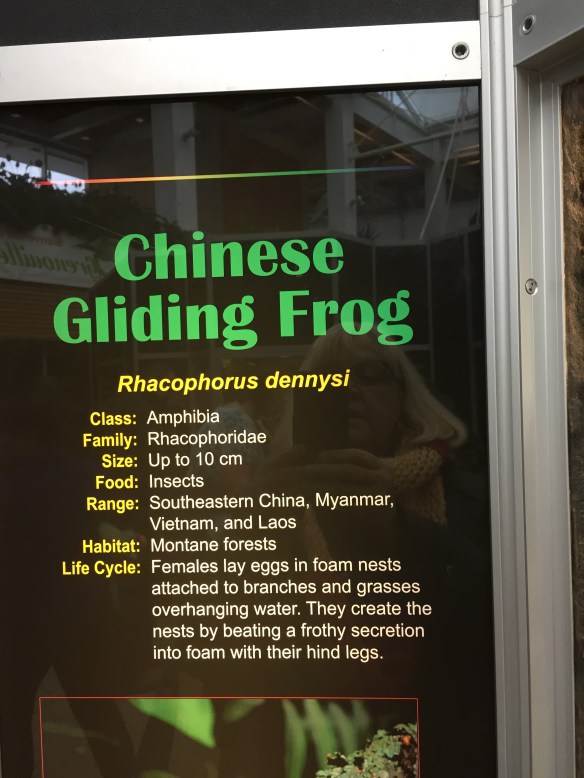 Grenouille
Chinese
Gliding Frog
Rhacophorus dennysi
Class: Amphibia
Family: Rhacophoridae
Size: Up to 10 cm
Food: Insects
Range: Southeastern China, Myanmar,
Vietnam, and Laos
Habitat: Montane forests
Life Cycle: Females lay eggs in foam nests
attached to branches and grasses
overhanging water. They create the
nests by beating a frothy secretion
into foam with their hind legs.